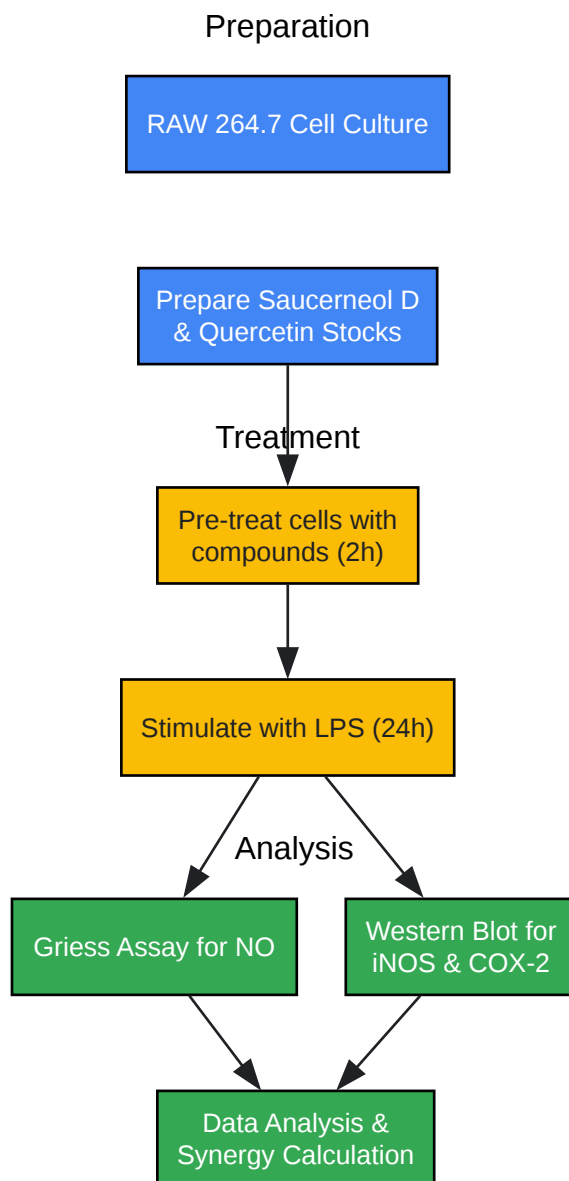 Preparation
RAW 264.7 Cell Culture
Prepare Saucerneol D
& Quercetin Stocks
Treatment
Pre-treat cells with
compounds (2h)
Stimulate with LPS (24h)
Analysis
Griess Assay for NO
Western Blot for
iNOS & COX-2
Data Analysis &
Synergy Calculation